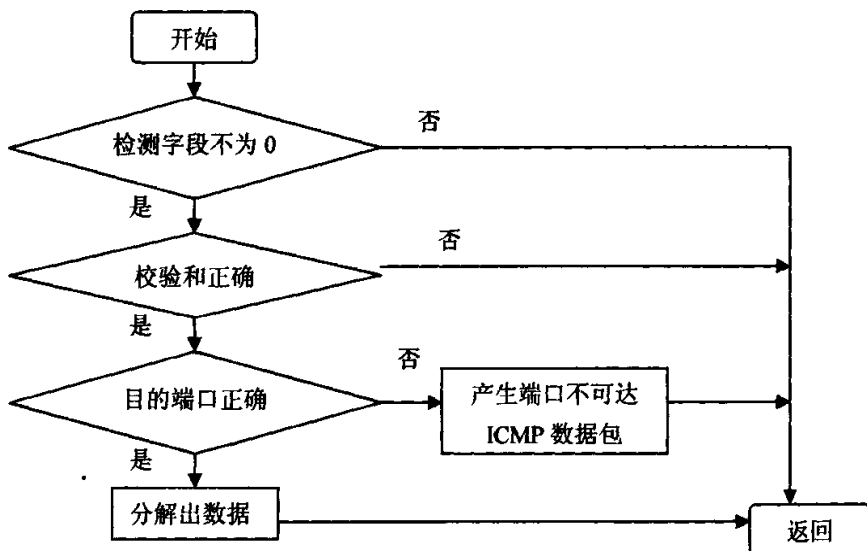 开始
检测字段不为 0
否
是
校验和正确
否
是
目的端口正确
否
产生端口不可达
ICMP 数据包
是
分解出数据
返回